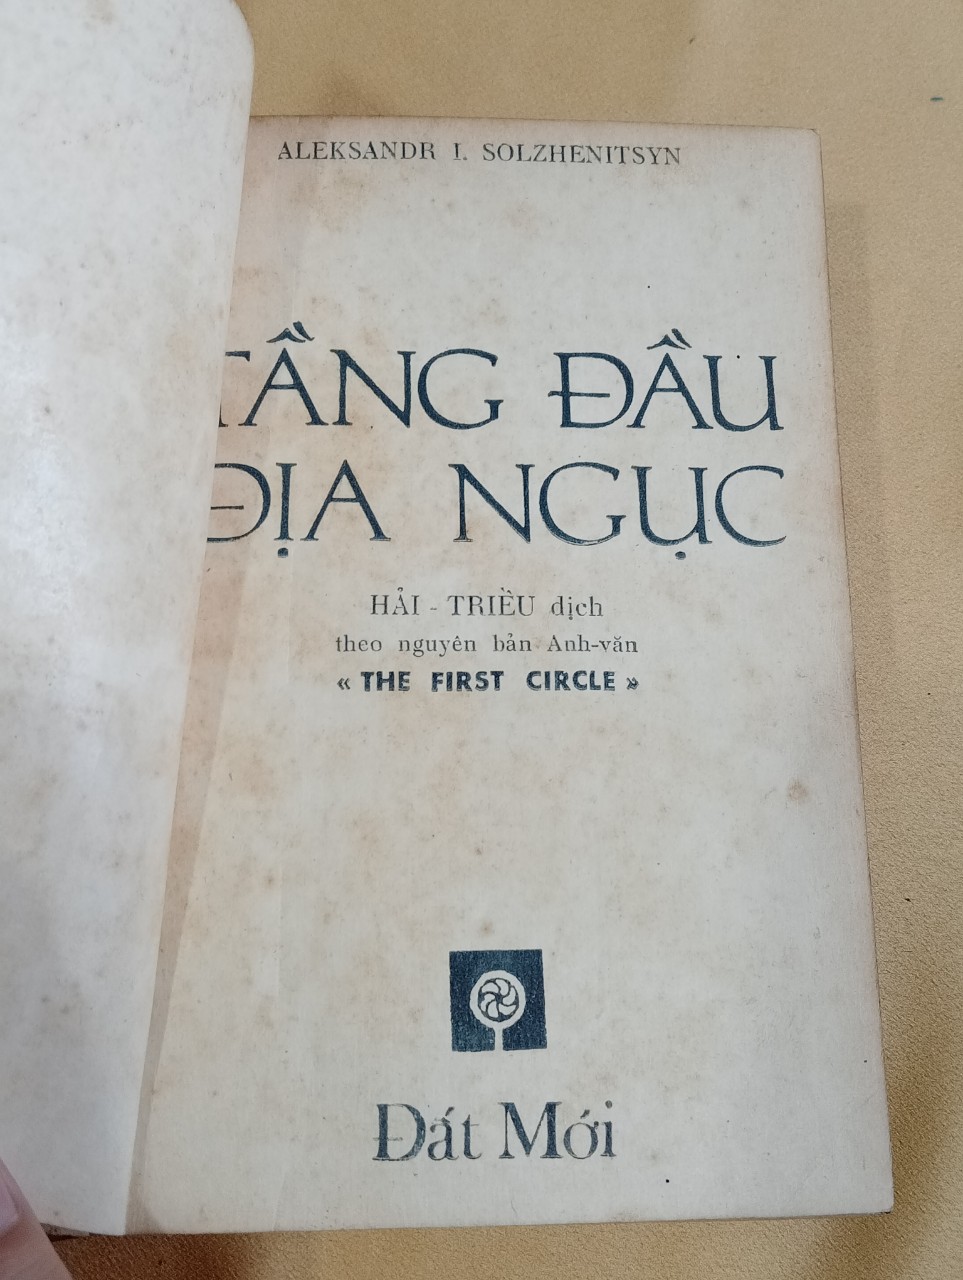 ALEKSANDR I. SOLZHENITSYN
TẦNG ĐẦU
ĐỊA NGỤC
HẢI - TRIỀU dịch
theo nguyên bản Anh-văn
« THE FIRST CIRCLE »
Đất Mới